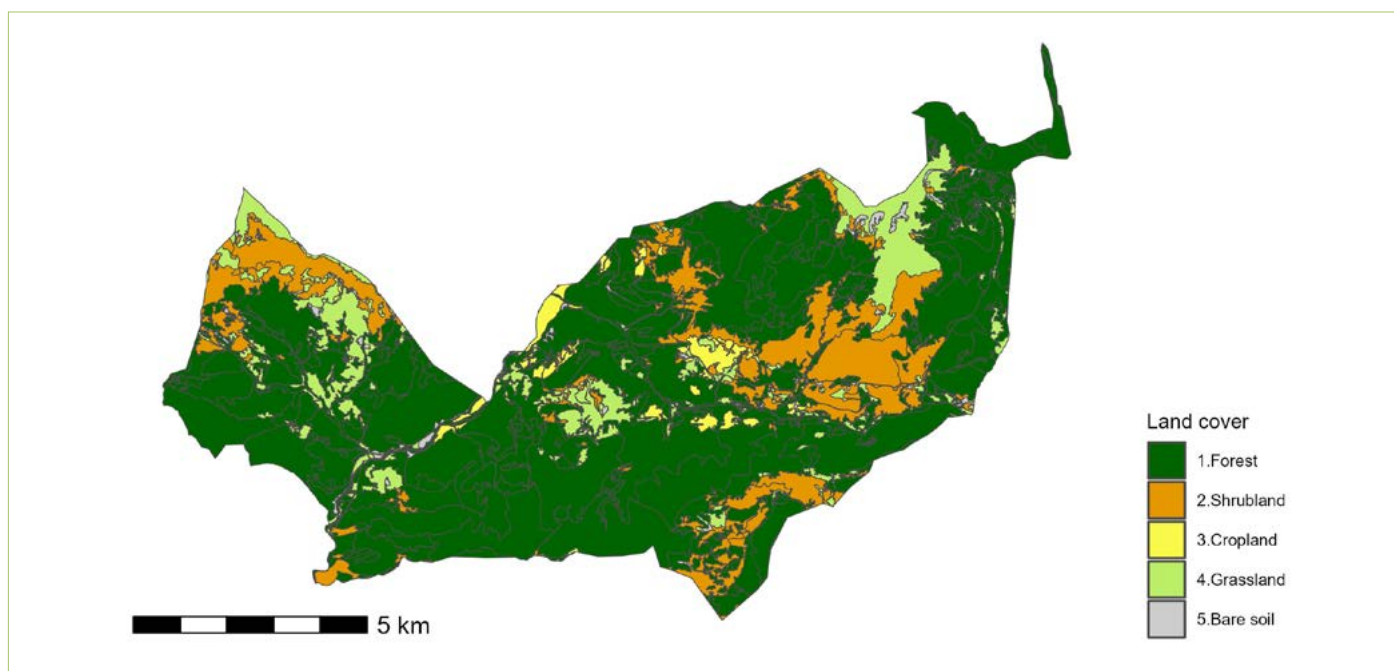 Land cover
1.Forest
2.Shrubland
3.Cropland
4.Grassland
5.Bare soil
5 km